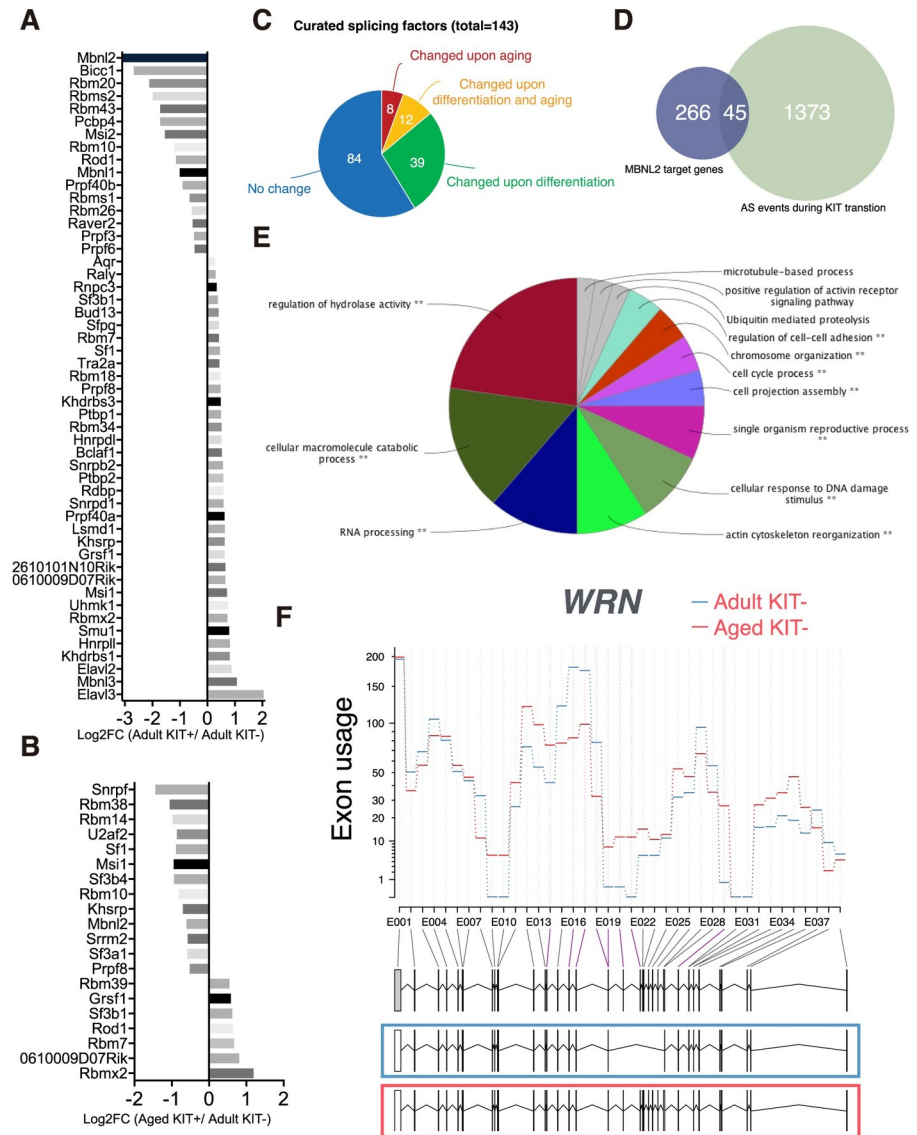 A
Mbnl2
Bicc1
Rbm20
Rbms2
Rbm43
Pcbp4
Msi2
Rbm10
Rod1
Mbnl1
Prpf40b
Rbms1
Rbm26
Raver2
Prpf3
Prpf6
Aqr
Raly
Rnpc3
Sf3b1
Bud13
Sfpq
Rbm7
Sf1
Tra2a
Rbm18
Prpf8
Khdrbs3
Ptbp1
Rbm34
Hnrpdl
Bclaf1
Snrpb2
Ptbp2
Rdbp
Snrpd1
Prpf40a
Lsmd1
Khsrp
Grsf1
2610101N10Rik
0610009D07Rik
Msi1
Uhmk1
Rbmx2
Smu1
Hnrpll
Khdrbs1
Elavl2
Mbnl3
Elavl3
-3 -2 -1 0 1 2
Log2FC (Adult KIT+/ Adult KIT-)
B
Snrpf
Rbm38
Rbm14
U2af2
Sf1
Msi1
Sf3b4
Rbm10
Khsrp
Mbnl2
Srrm2
Sf3a1
Prpf8
Rbm39
Grsf1
Sf3b1
Rod1
Rbm7
0610009D07Rik
Rbmx2
-2 -1 0 1 2
Log2FC (Aged KIT+/ Adult KIT-)
C
Curated splicing factors (total=143)
Changed upon aging
Changed upon
differentiation and aging
8
12
84
39
No change
Changed upon differentiation
D
266 45 1373
MBNL2 target genes
AS events during KIT transtion
E
microtubule-based process
positive regulation of activin receptor
signaling pathway
Ubiquitin mediated proteolysis
regulation of cell-cell adhesion **
chromosome organization **
cell cycle process **
cell projection assembly **
single organism reproductive process
**
cellular response to DNA damage
stimulus **
actin cytoskeleton reorganization **
regulation of hydrolase activity **
cellular macromolecule catabolic
process **
RNA processing **
F
WRN
Adult KIT-
Aged KIT-
Exon usage
200
150
100
50
30
20
10
1
E001 E004 E007 E010 E013 E016 E019 E022 E025 E028 E031 E034 E037